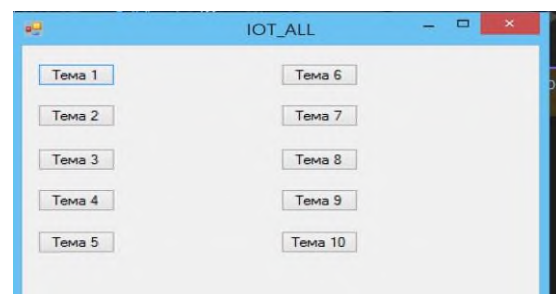 IOT_ALL
Тема 1
Тема 2
Тема 3
Тема 4
Тема 5
Тема 6
Тема 7
Тема 8
Тема 9
Тема 10